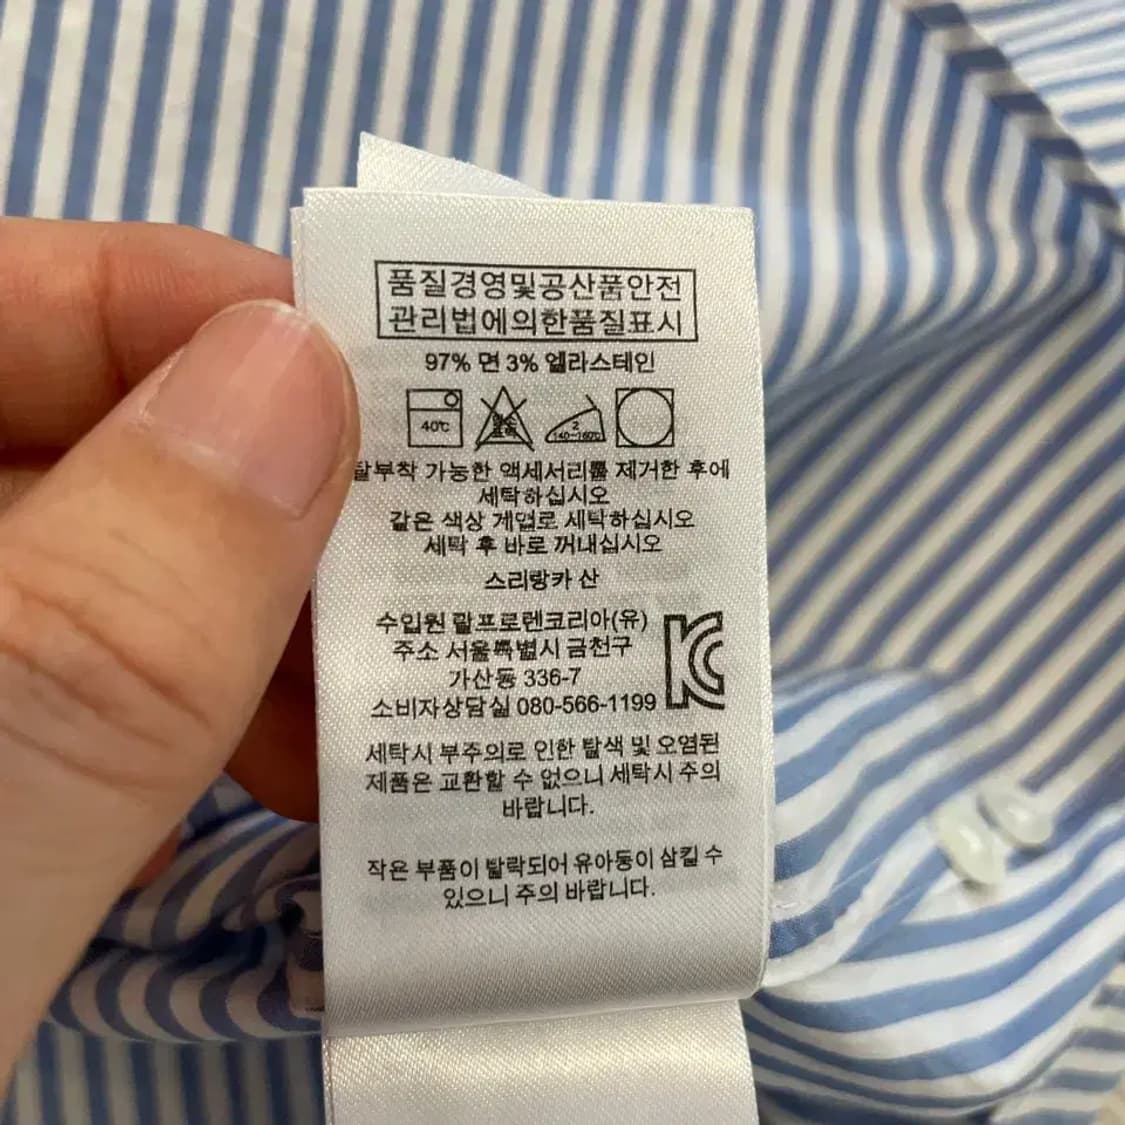 품질경영및공산품안전
관리법에의한품질표시
97% 면 3% 엘라스테인
40℃
2
140~160℃
탈부착 가능한 액세서리를 제거한 후에
세탁하십시오
같은 색상 계열로 세탁하십시오
세탁 후 바로 꺼내십시오
스리랑카 산
수입원 랄프로렌코리아(유)
주소 서울특별시 금천구
가산동 336-7
소비자상담실 080-566-1199
세탁시 부주의로 인한 탈색 및 오염된
제품은 교환할 수 없으니 세탁시 주의
바랍니다.
작은 부품이 탈락되어 유아동이 삼킬 수
있으니 주의 바랍니다.